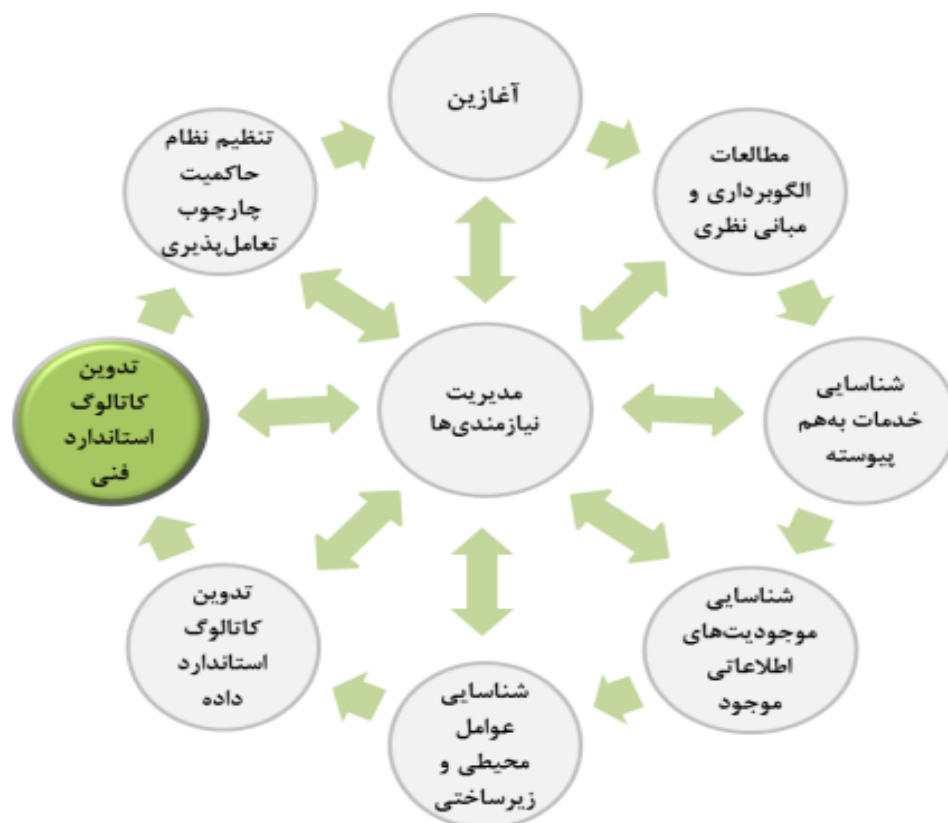 آغازین
مطالعات
الگوبرداری و
مبانی نظری
شناسایی
خدمات به‌هم
پیوسته
شناسایی
موجودیت‌های
اطلاعاتی
موجود
شناسایی
عوامل
محیطی و
زیرساختی
تدوین
کاتالوگ
استاندارد
داده
تدوین
کاتالوگ
استاندارد
فنی
تنظیم نظام
حاکمیت
چارچوب
تعامل‌پذیری
مدیریت
نیازمندی‌ها